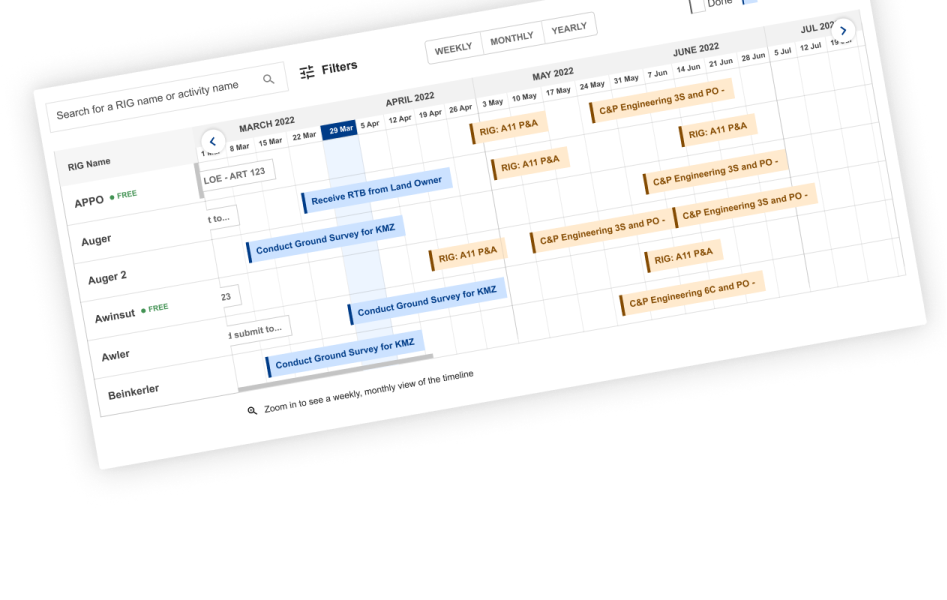 Done
WEEKLY MONTHLY YEARLY
Search for a RIG name or activity name
Filters
RIG Name
MARCH 2022 APRIL 2022 MAY 2022 JUNE 2022 JUL
8 Mar 15 Mar 22 Mar 29 Mar 5 Apr 12 Apr 19 Apr 26 Apr 3 May 10 May 17 May 24 May 31 May 7 Jun 14 Jun 21 Jun 28 Jun 5 Jul 12 Jul
APPO FREE
LOE - ART 123
RIG: A11 P&A
C&P Engineering 3S and PO -
Auger
t to...
Receive RTB from Land Owner
RIG: A11 P&A
RIG: A11 P&A
Auger 2
Conduct Ground Survey for KMZ
C&P Engineering 3S and PO -
Awinsut FREE
23
RIG: A11 P&A
C&P Engineering 3S and PO -
C&P Engineering 3S and PO -
Awler
submit to...
Conduct Ground Survey for KMZ
RIG: A11 P&A
Beinkerler
Conduct Ground Survey for KMZ
C&P Engineering 6C and PO -
Zoom in to see a weekly, monthly view of the timeline